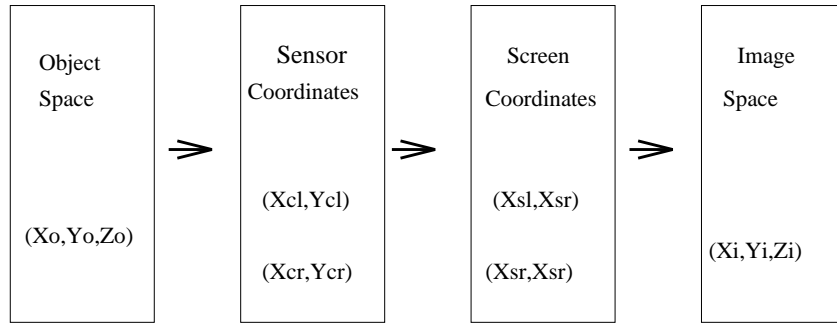 Object
Space
(Xo,Yo,Zo)
Sensor
Coordinates
(Xcl,Ycl)
(Xcr,Ycr)
Screen
Coordinates
(Xsl,Xsr)
(Xsr,Xsr)
Image
Space
(Xi,Yi,Zi)